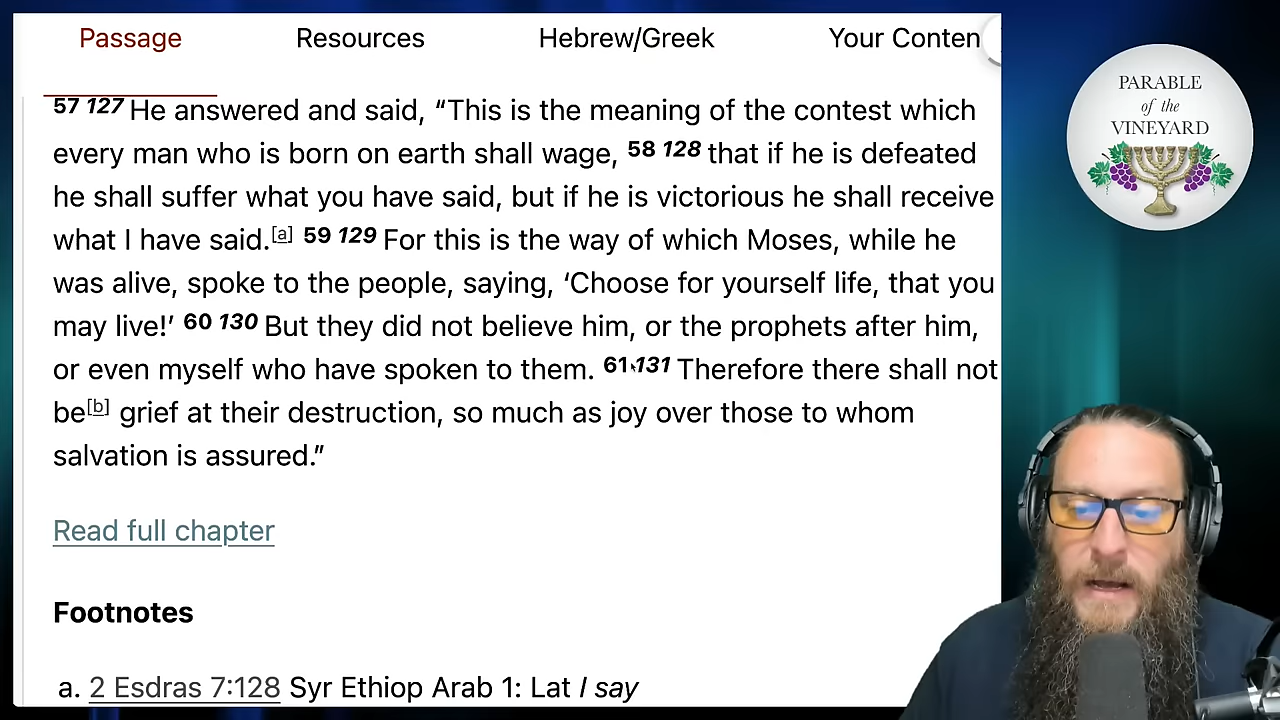 Passage Resources Hebrew/Greek Your Conten
57 127 He answered and said, “This is the meaning of the contest which
every man who is born on earth shall wage, 58 128 that if he is defeated
he shall suffer what you have said, but if he is victorious he shall receive
what I have said.[a] 59 129 For this is the way of which Moses, while he
was alive, spoke to the people, saying, ‘Choose for yourself life, that you
may live!’ 60 130 But they did not believe him, or the prophets after him,
or even myself who have spoken to them. 61 131 Therefore there shall not
be[b] grief at their destruction, so much as joy over those to whom
salvation is assured.”
Read full chapter
Footnotes
a. 2 Esdras 7:128 Syr Ethiop Arab 1: Lat I say
PARABLE
of the
VINEYARD